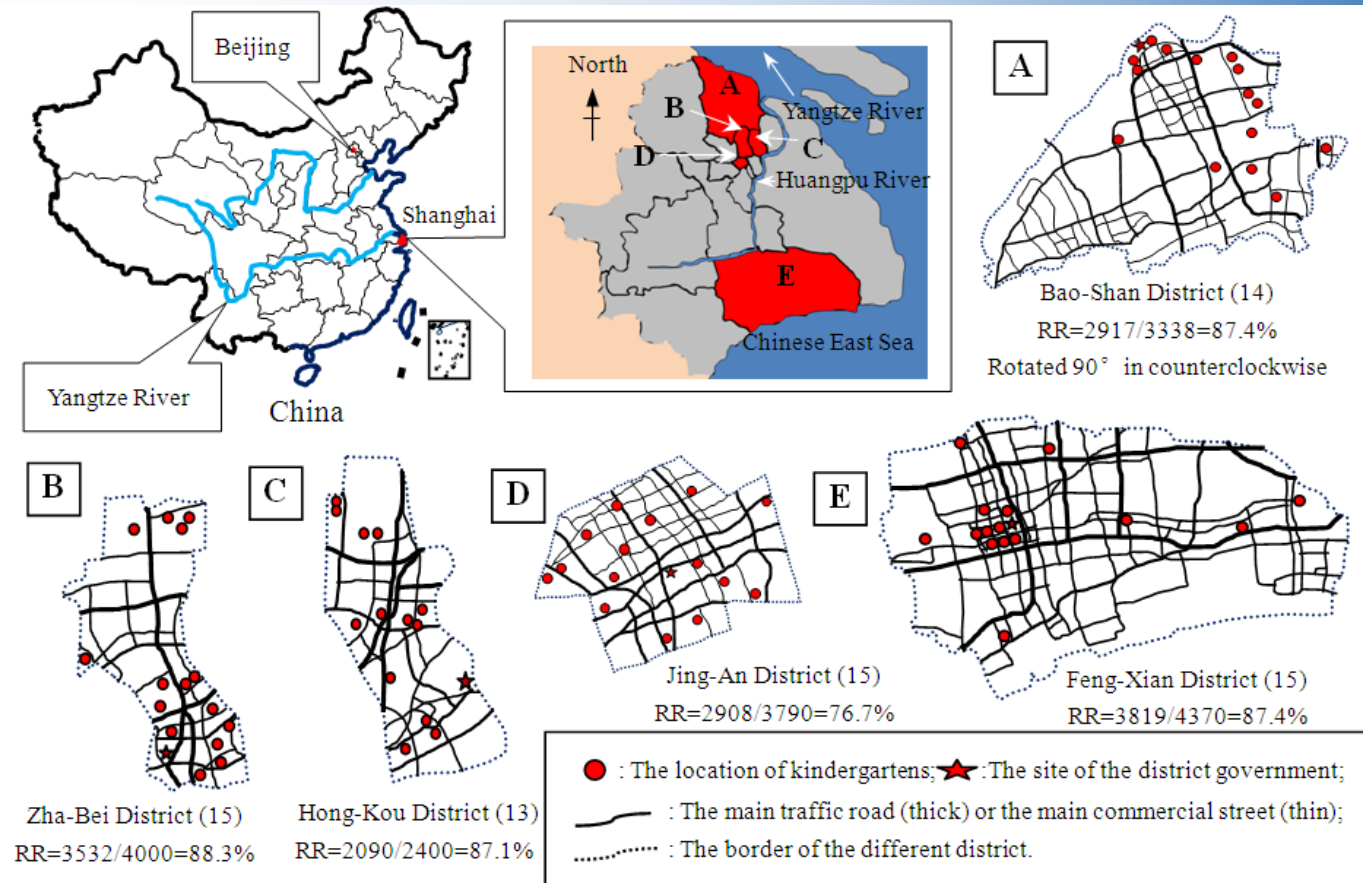 Beijing
Shanghai
Yangtze River
China
North
A
B
C
D
E
Yangtze River
Huangpu River
Chinese East Sea
A
Bao-Shan District (14)
RR=2917/3338=87.4%
Rotated 90° in counterclockwise
B
Zha-Bei District (15)
RR=3532/4000=88.3%
C
Hong-Kou District (13)
RR=2090/2400=87.1%
D
Jing-An District (15)
RR=2908/3790=76.7%
E
Feng-Xian District (15)
RR=3819/4370=87.4%
: The location of kindergartens; :The site of the district government;
: The main traffic road (thick) or the main commercial street (thin);
: The border of the different district.